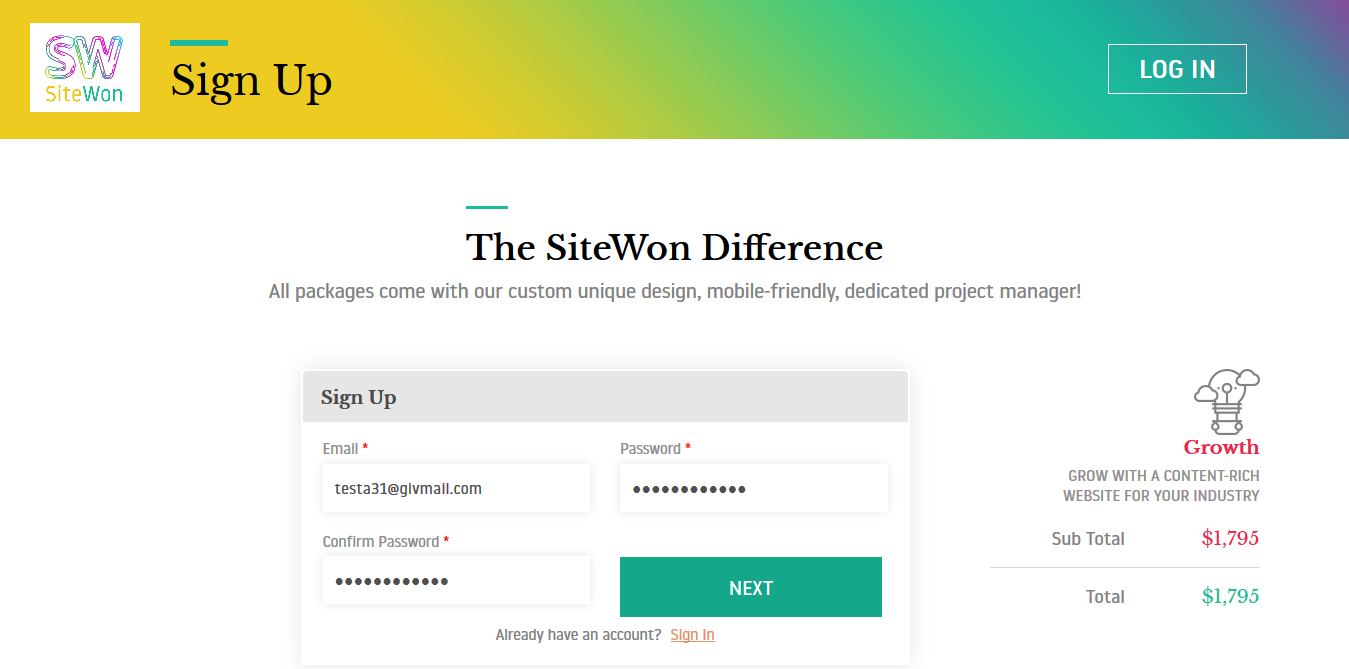 SW
SiteWon
Sign Up
LOG IN
The SiteWon Difference
All packages come with our custom unique design, mobile-friendly, dedicated project manager!
Sign Up
Email *
Password *
testa31@givmail.com
●●●●●●●●●●●●
Confirm Password *
●●●●●●●●●●●●
NEXT
Already have an account? Sign In
Growth
GROW WITH A CONTENT-RICH
WEBSITE FOR YOUR INDUSTRY
Sub Total $1,795
Total $1,795